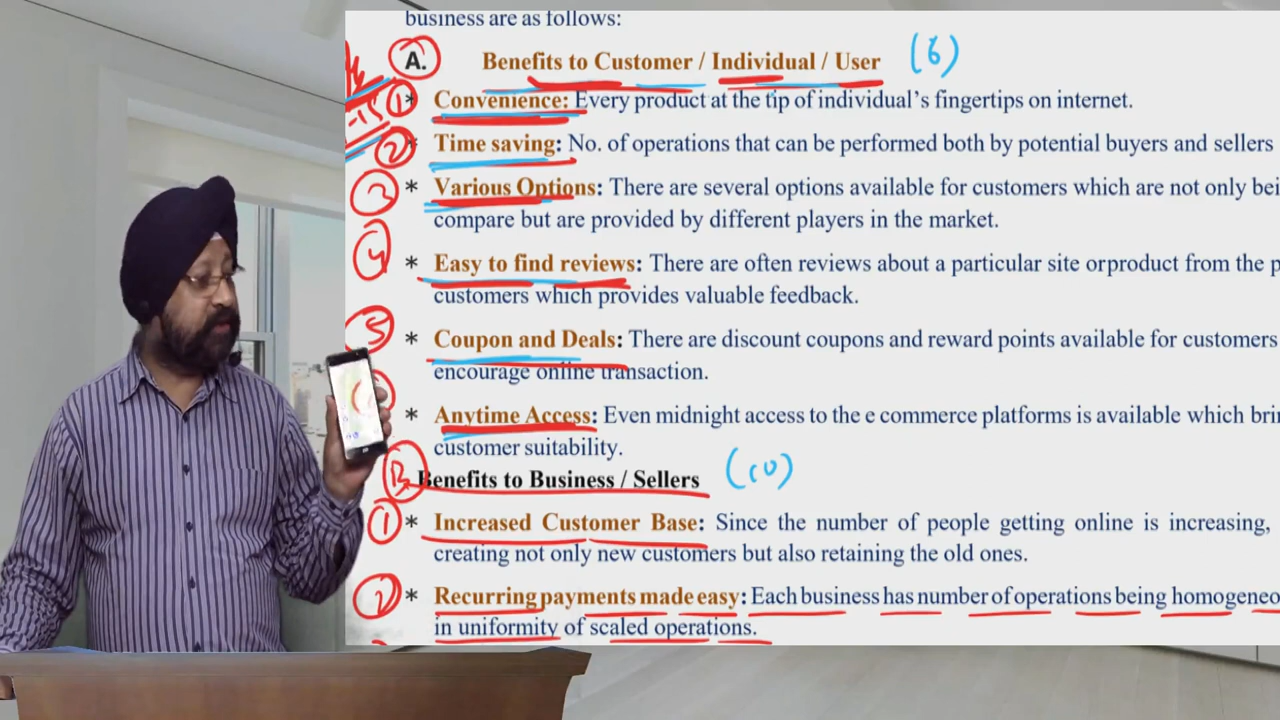 business are as follows:
A. Benefits to Customer / Individual / User (6)
1 * Convenience: Every product at the tip of individual's fingertips on internet.
-15
2 * Time saving: No. of operations that can be performed both by potential buyers and sellers
3 * Various Options: There are several options available for customers which are not only bei
compare but are provided by different players in the market.
4 * Easy to find reviews: There are often reviews about a particular site orproduct from the p
customers which provides valuable feedback.
5 * Coupon and Deals: There are discount coupons and reward points available for customers
encourage online transaction.
* Anytime Access: Even midnight access to the e commerce platforms is available which brin
customer suitability.
B Benefits to Business / Sellers (10)
1 * Increased Customer Base: Since the number of people getting online is increasing,
creating not only new customers but also retaining the old ones.
2 * Recurring payments made easy: Each business has number of operations being homogeneo
in uniformity of scaled operations.